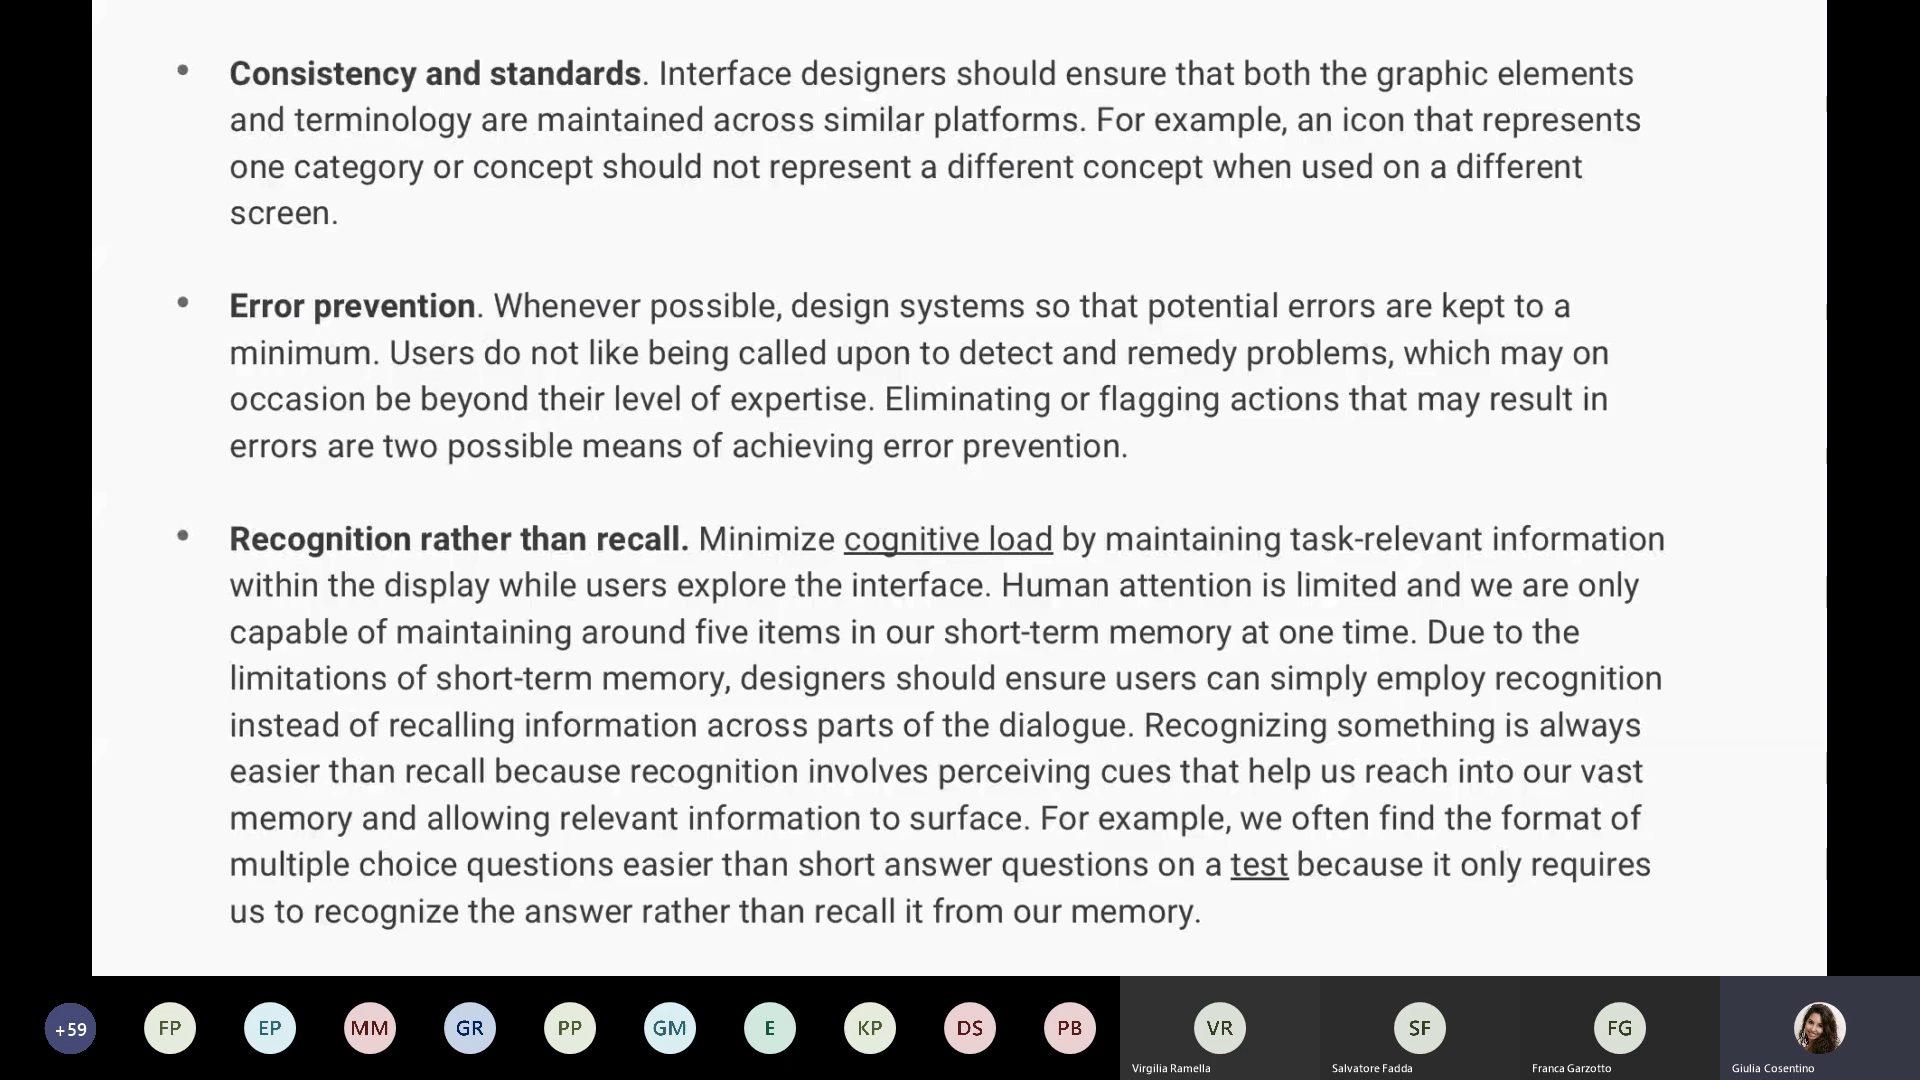 • Consistency and standards. Interface designers should ensure that both the graphic elements
and terminology are maintained across similar platforms. For example, an icon that represents
one category or concept should not represent a different concept when used on a different
screen.
• Error prevention. Whenever possible, design systems so that potential errors are kept to a
minimum. Users do not like being called upon to detect and remedy problems, which may on
occasion be beyond their level of expertise. Eliminating or flagging actions that may result in
errors are two possible means of achieving error prevention.
• Recognition rather than recall. Minimize cognitive load by maintaining task-relevant information
within the display while users explore the interface. Human attention is limited and we are only
capable of maintaining around five items in our short-term memory at one time. Due to the
limitations of short-term memory, designers should ensure users can simply employ recognition
instead of recalling information across parts of the dialogue. Recognizing something is always
easier than recall because recognition involves perceiving cues that help us reach into our vast
memory and allowing relevant information to surface. For example, we often find the format of
multiple choice questions easier than short answer questions on a test because it only requires
us to recognize the answer rather than recall it from our memory.
+59 FP EP MM GR PP GM E KP DS PB VR SF FG
Virgilia Ramella Salvatore Fadda Franca Garzotto Giulia Cosentino